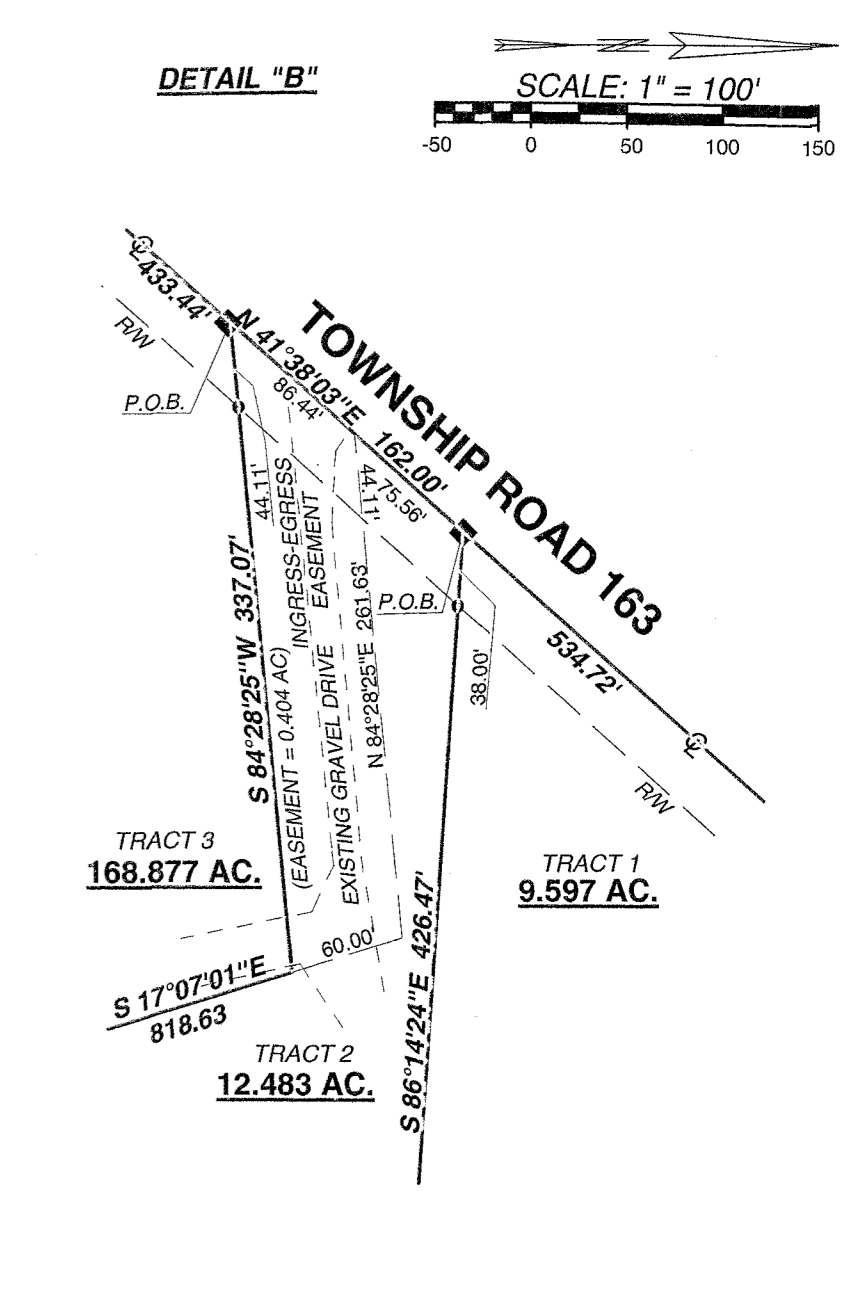 DETAIL "B"
SCALE: 1" = 100'
-50 0 50 100 150
N
℄
433.44'
R/W
P.O.B.
N 41°38'03"E 162.00'
86.44'
75.56'
TOWNSHIP ROAD 163
44.11'
44.11'
INGRESS-EGRESS
EASEMENT
(EASEMENT = 0.404 AC)
EXISTING GRAVEL DRIVE
N 84°28'25"E 261.63'
S 84°28'25"W 337.07'
P.O.B.
38.00'
534.72'
℄
R/W
TRACT 3
168.877 AC.
TRACT 1
9.597 AC.
60.00'
S 17°07'01"E
818.63
TRACT 2
12.483 AC.
S 86°14'24"E 426.47'